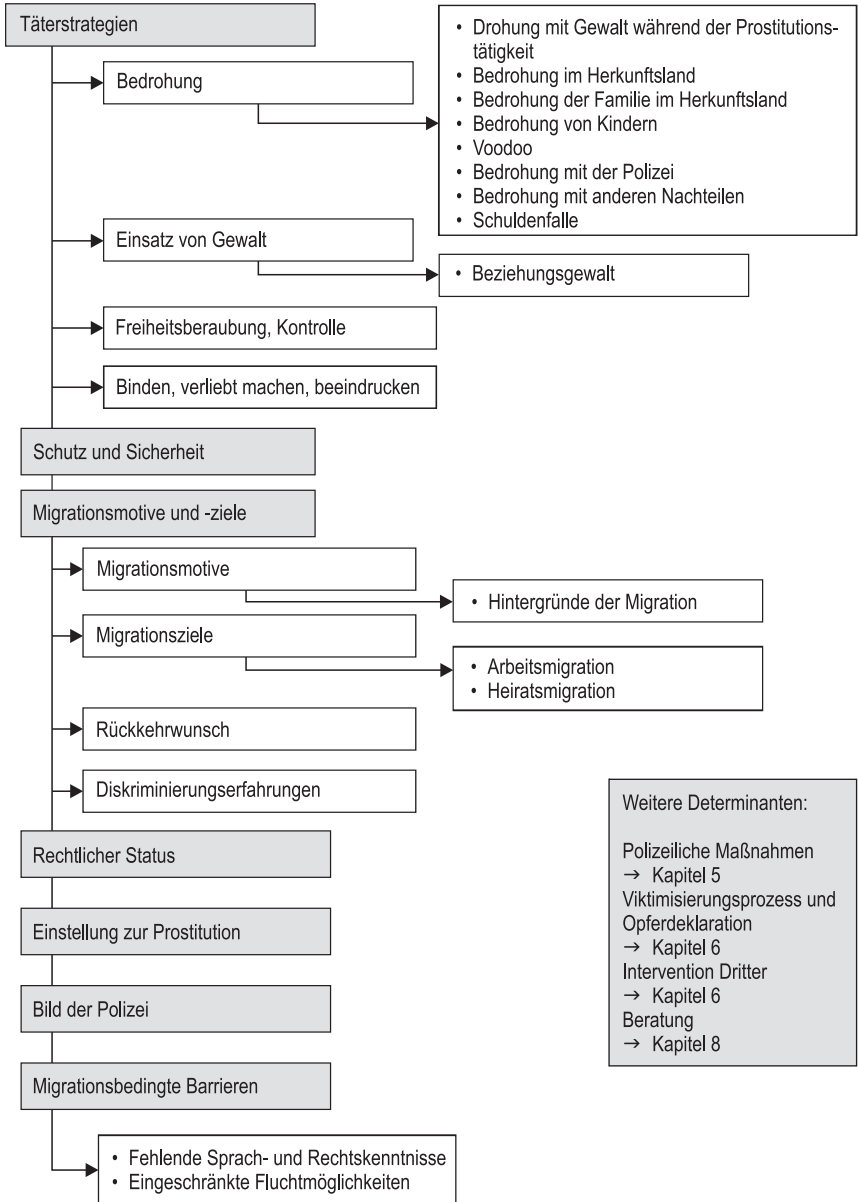 Täterstrategien
Bedrohung
• Drohung mit Gewalt während der Prostitutions-
tätigkeit
• Bedrohung im Herkunftsland
• Bedrohung der Familie im Herkunftsland
• Bedrohung von Kindern
• Voodoo
• Bedrohung mit der Polizei
• Bedrohung mit anderen Nachteilen
• Schuldenfalle
Einsatz von Gewalt
• Beziehungsgewalt
Freiheitsberaubung, Kontrolle
Binden, verliebt machen, beeindrucken
Schutz und Sicherheit
Migrationsmotive und -ziele
Migrationsmotive
• Hintergründe der Migration
Migrationsziele
• Arbeitsmigration
• Heiratsmigration
Rückkehrwunsch
Diskriminierungserfahrungen
Rechtlicher Status
Einstellung zur Prostitution
Bild der Polizei
Migrationsbedingte Barrieren
• Fehlende Sprach- und Rechtskenntnisse
• Eingeschränkte Fluchtmöglichkeiten
Weitere Determinanten:
Polizeiliche Maßnahmen
→ Kapitel 5
Viktimisierungsprozess und
Opferdeklaration
→ Kapitel 6
Intervention Dritter
→ Kapitel 6
Beratung
→ Kapitel 8